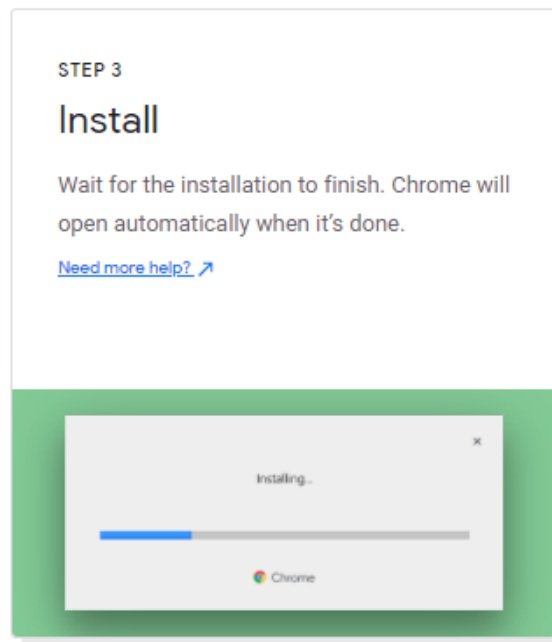 STEP 3
Install
Wait for the installation to finish. Chrome will
open automatically when it's done.
Need more help?
Installing...
Chrome